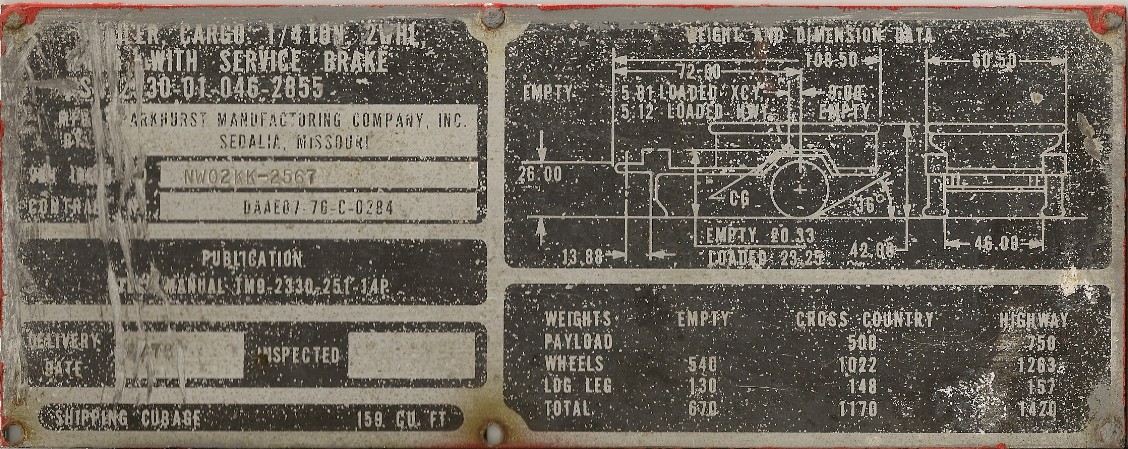 CARGO 1/4 TON 2 WHL.
WITH SERVICE BRAKE
30-01-046-2855
PARKHURST MANUFACTURING COMPANY, INC.
SEDALIA, MISSOURI
NW02KK-2567
DAAE07-76-C-0284
PUBLICATION
MANUAL TM9-2330-251-14P
DELIVERY DATE
INSPECTED
SHIPPING CUBAGE 159 CU. FT
WEIGHT AND DIMENSION DATA
108.50
60.50
72.00
EMPTY
5.81 LOADED XCY
5.12 LOADED HWY EMPTY
26.00
CG
EMPTY 20.33
LOADED 23.25
13.88
46.00
WEIGHTS EMPTY CROSS COUNTRY HIGHWAY
PAYLOAD 500 750
WHEELS 540 1022 1263
LDG LEG 130 148 157
TOTAL 670 1170 1420